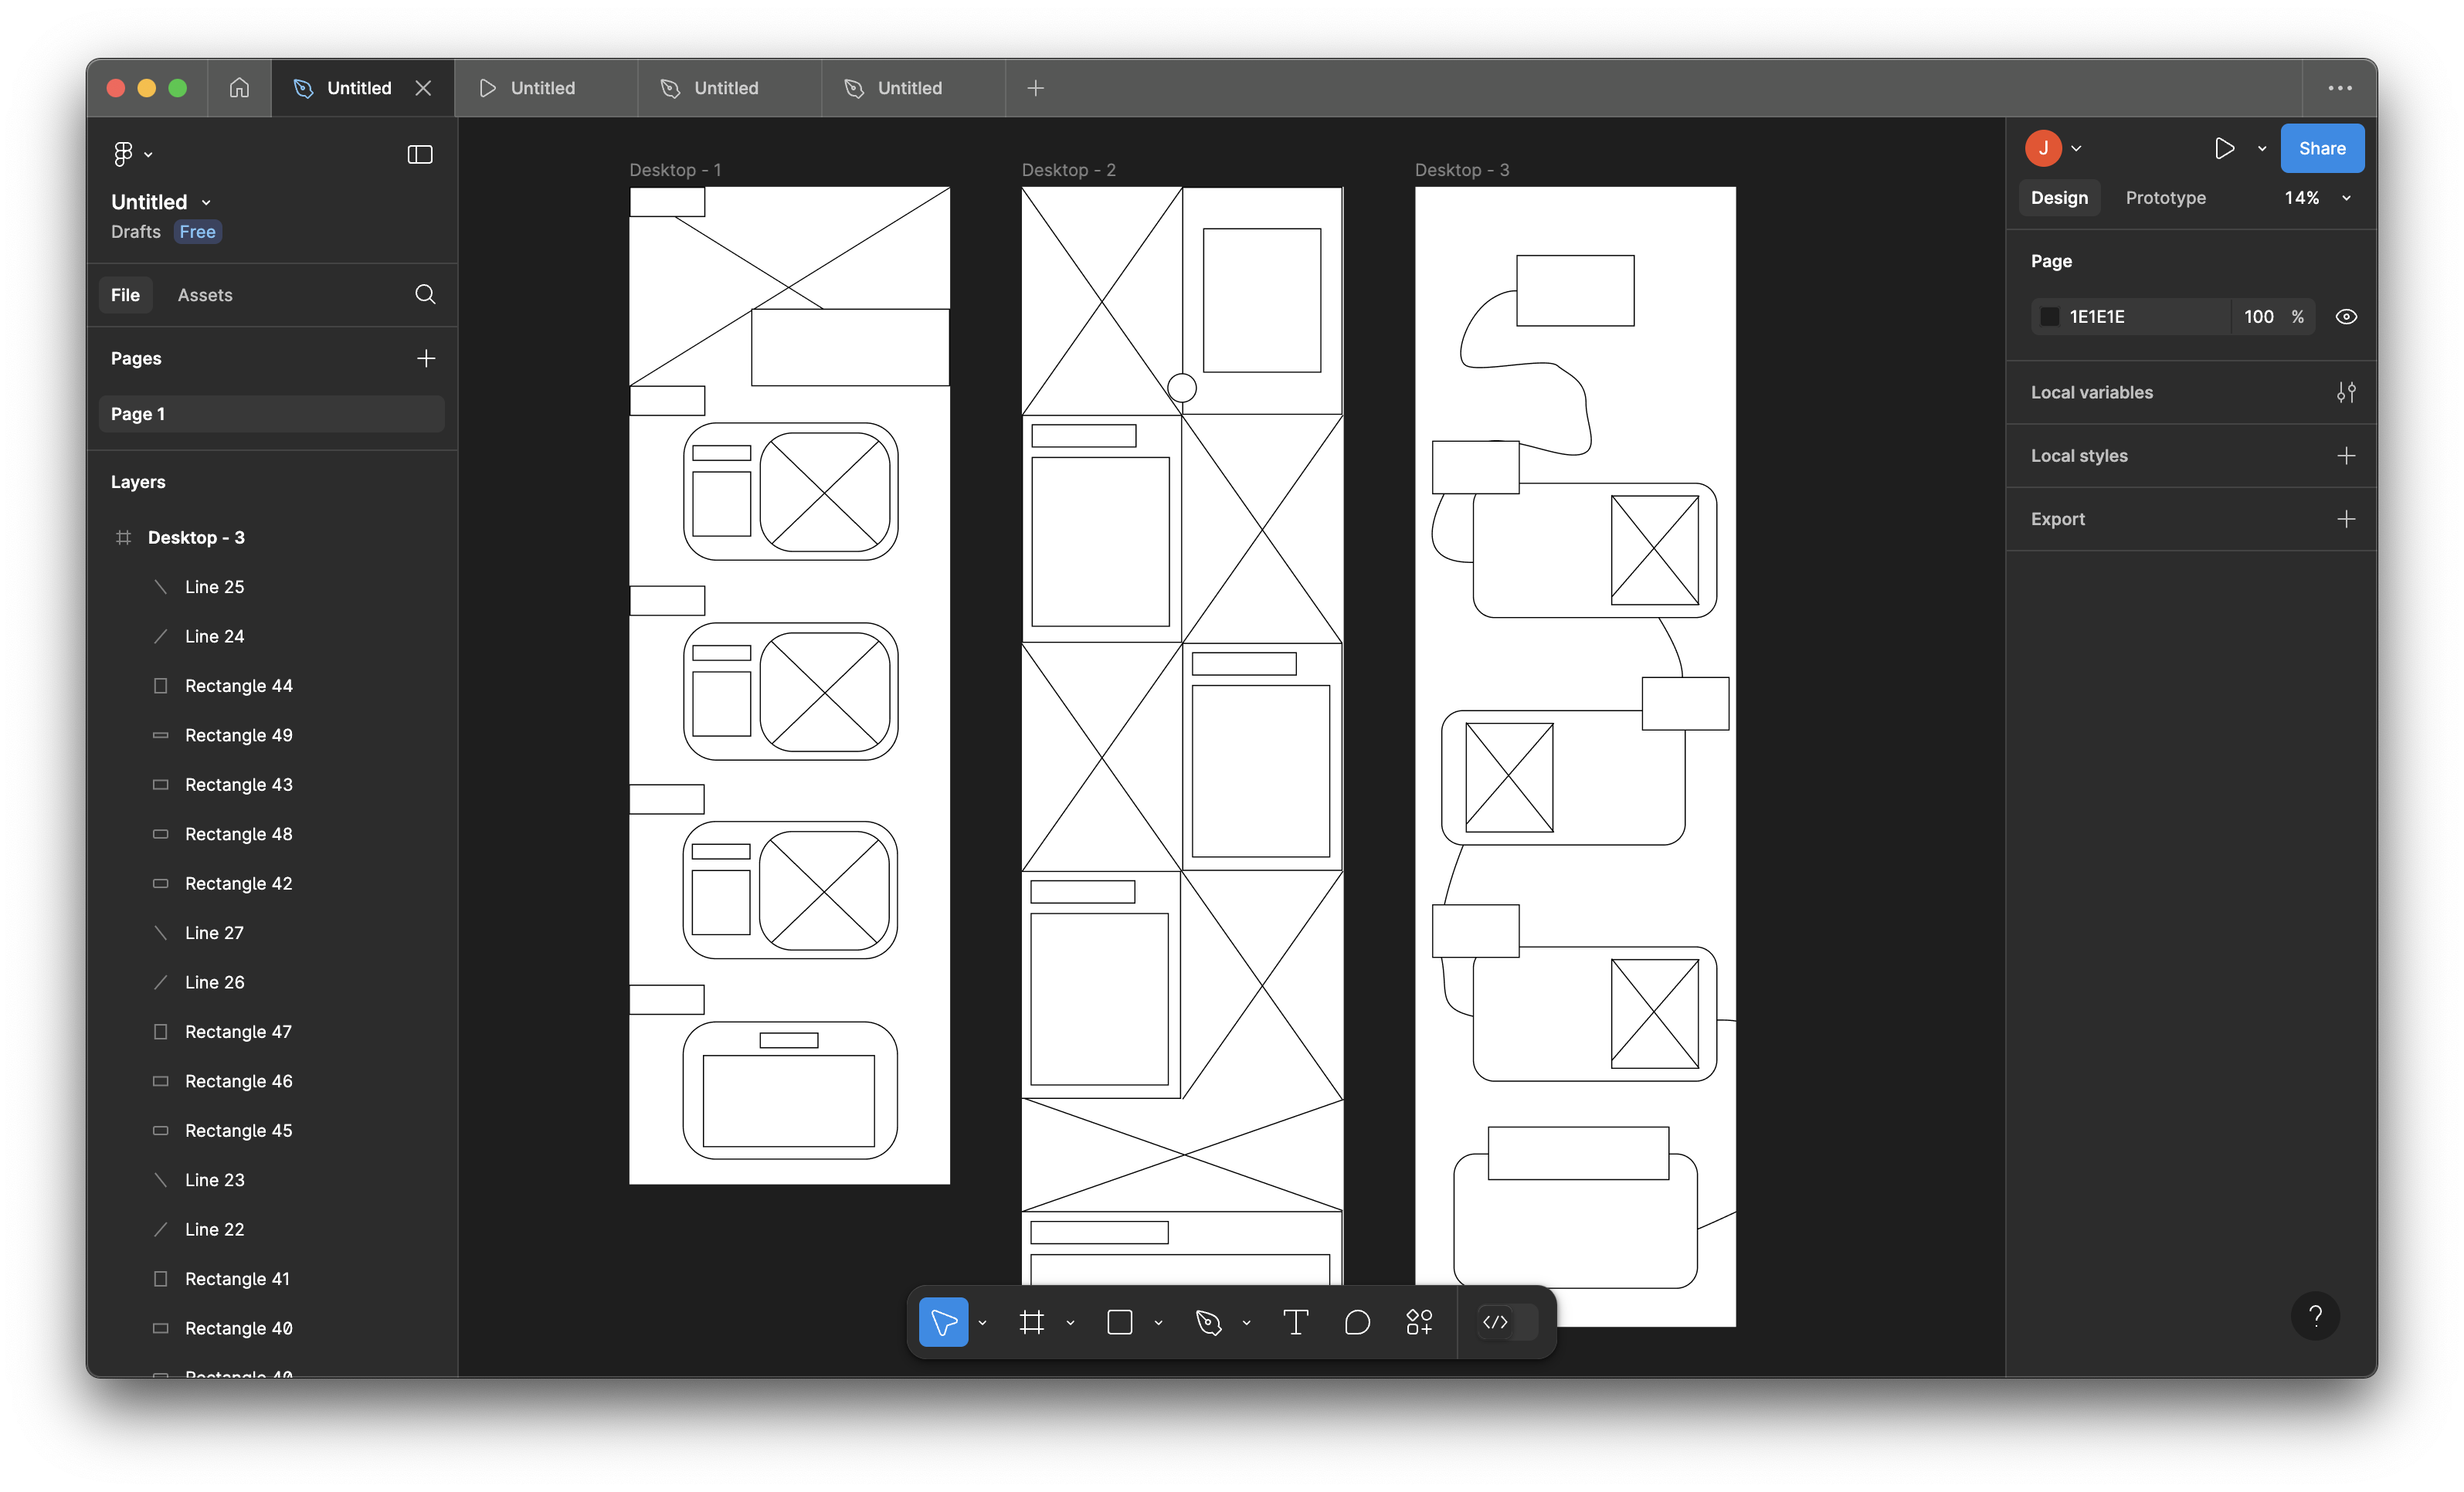 Untitled
Untitled
Untitled
Untitled
Untitled
Drafts Free
File Assets
Pages
Page 1
Layers
Desktop - 3
Line 25
Line 24
Rectangle 44
Rectangle 49
Rectangle 43
Rectangle 48
Rectangle 42
Line 27
Line 26
Rectangle 47
Rectangle 46
Rectangle 45
Line 23
Line 22
Rectangle 41
Rectangle 40
Rectangle 40
Desktop - 1
Desktop - 2
Desktop - 3
J
Share
Design Prototype 14%
Page
1E1E1E 100 %
Local variables
Local styles
Export
?